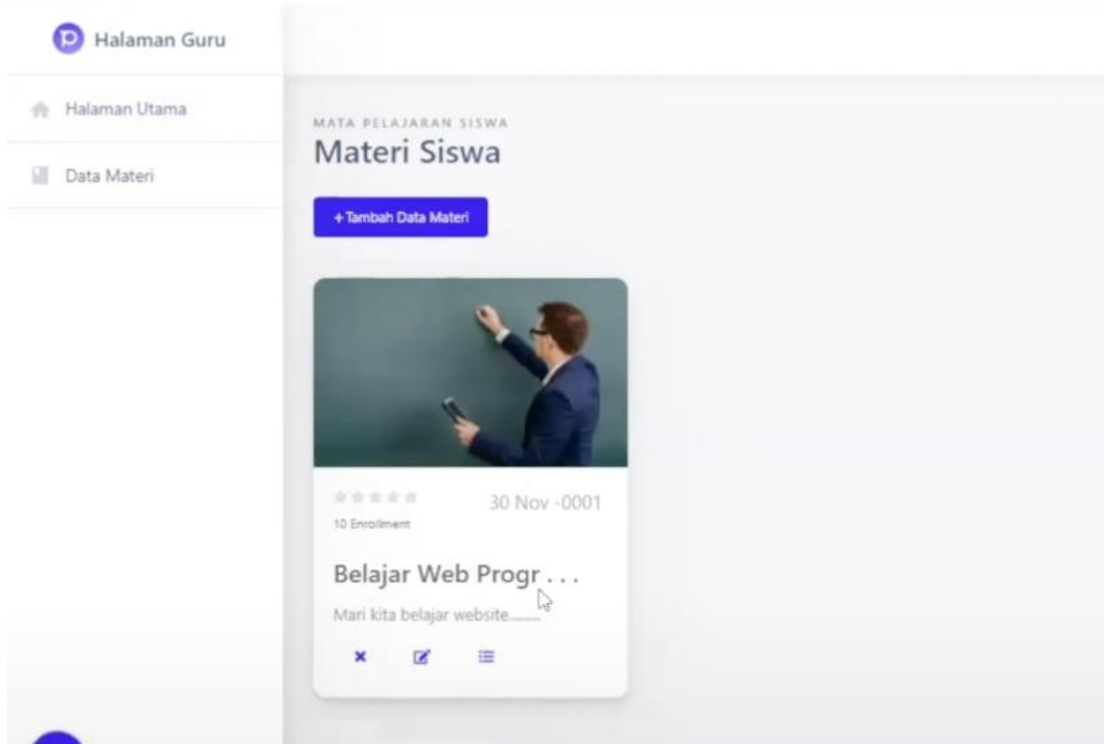 Halaman Guru
Halaman Utama
Data Materi
MATA PELAJARAN SISWA
Materi Siswa
+Tambah Data Materi
30 Nov -0001
10 Enrollment
Belajar Web Progr . . .
Mari kita belajar website.........